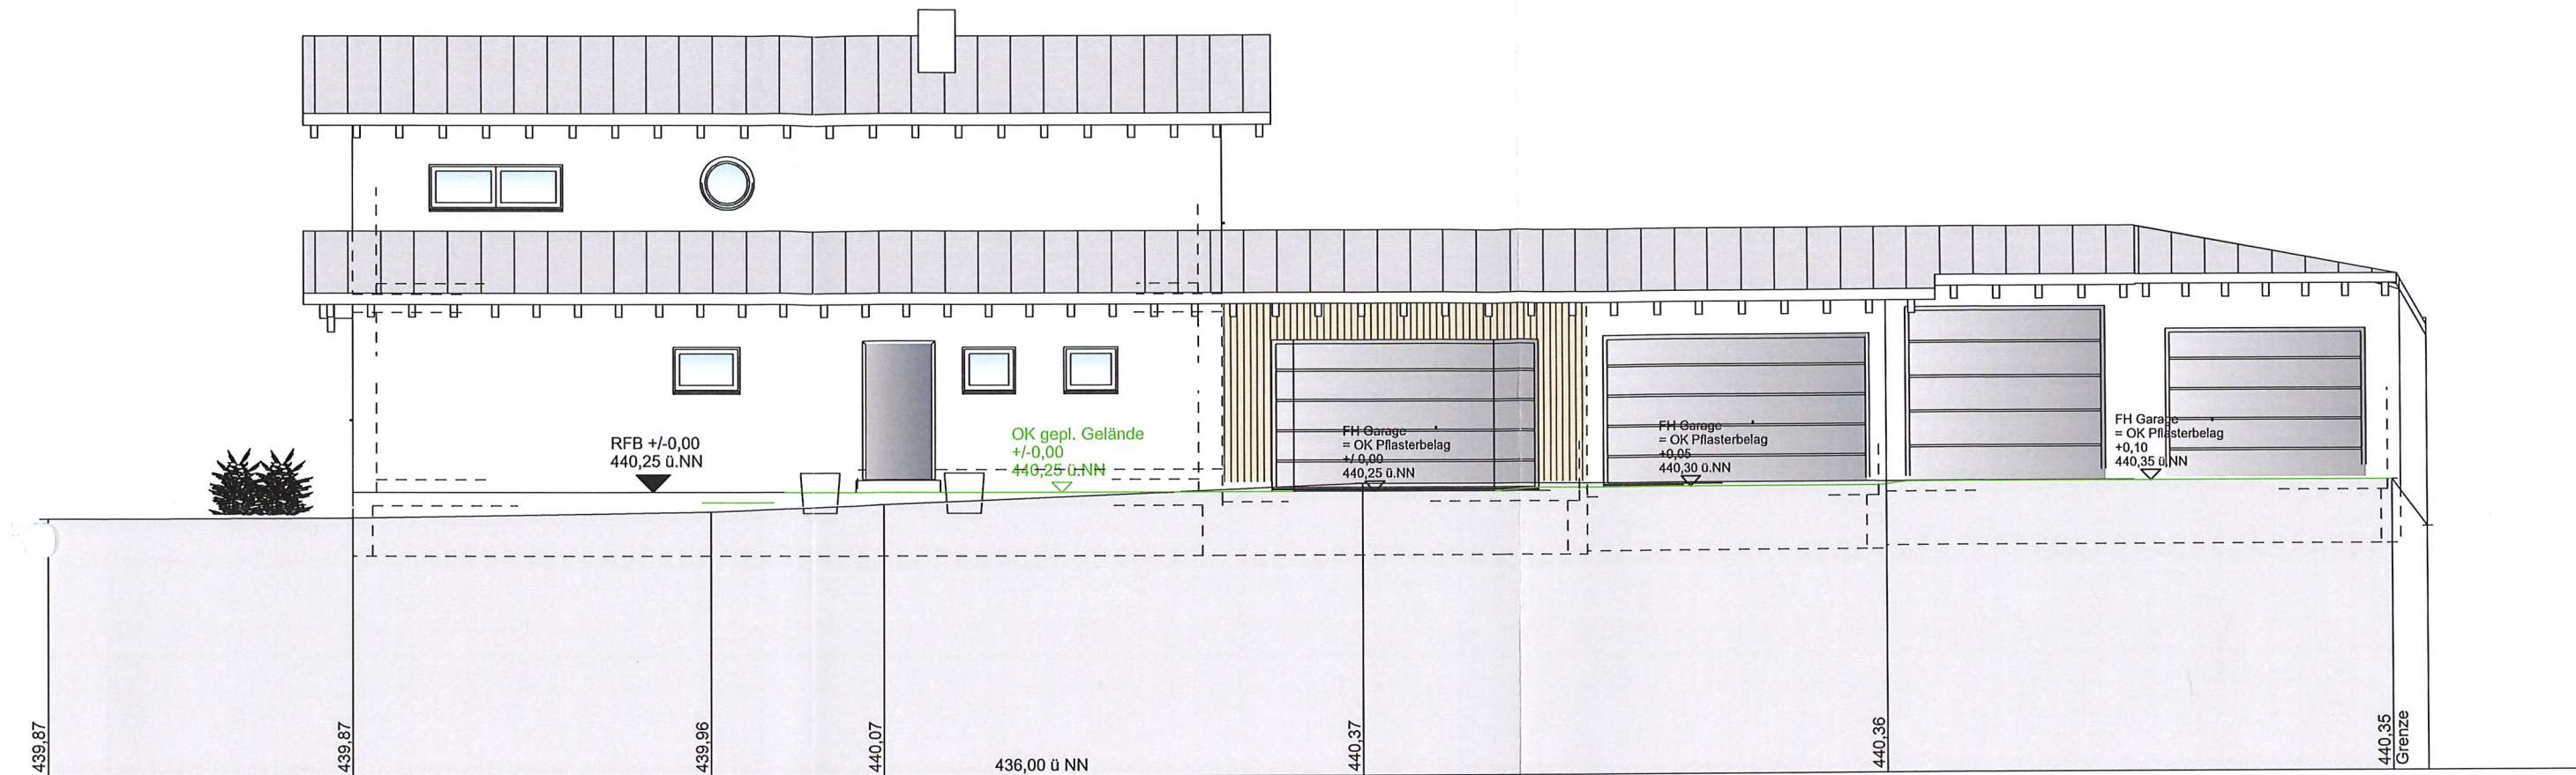 RFB +/-0,00
440,25 ü.NN
OK gepl. Gelände
+/-0,00
440,25 ü.NN
FH Garage
= OK Pflasterbelag
+/-0,00
440,25 ü.NN
FH Garage
= OK Pflasterbelag
+0,05
440,30 ü.NN
FH Garage
= OK Pflasterbelag
+0,10
440,35 ü.NN
439,87
439,87
439,96
440,07
436,00 ü NN
440,37
440,36
440,35
Grenze